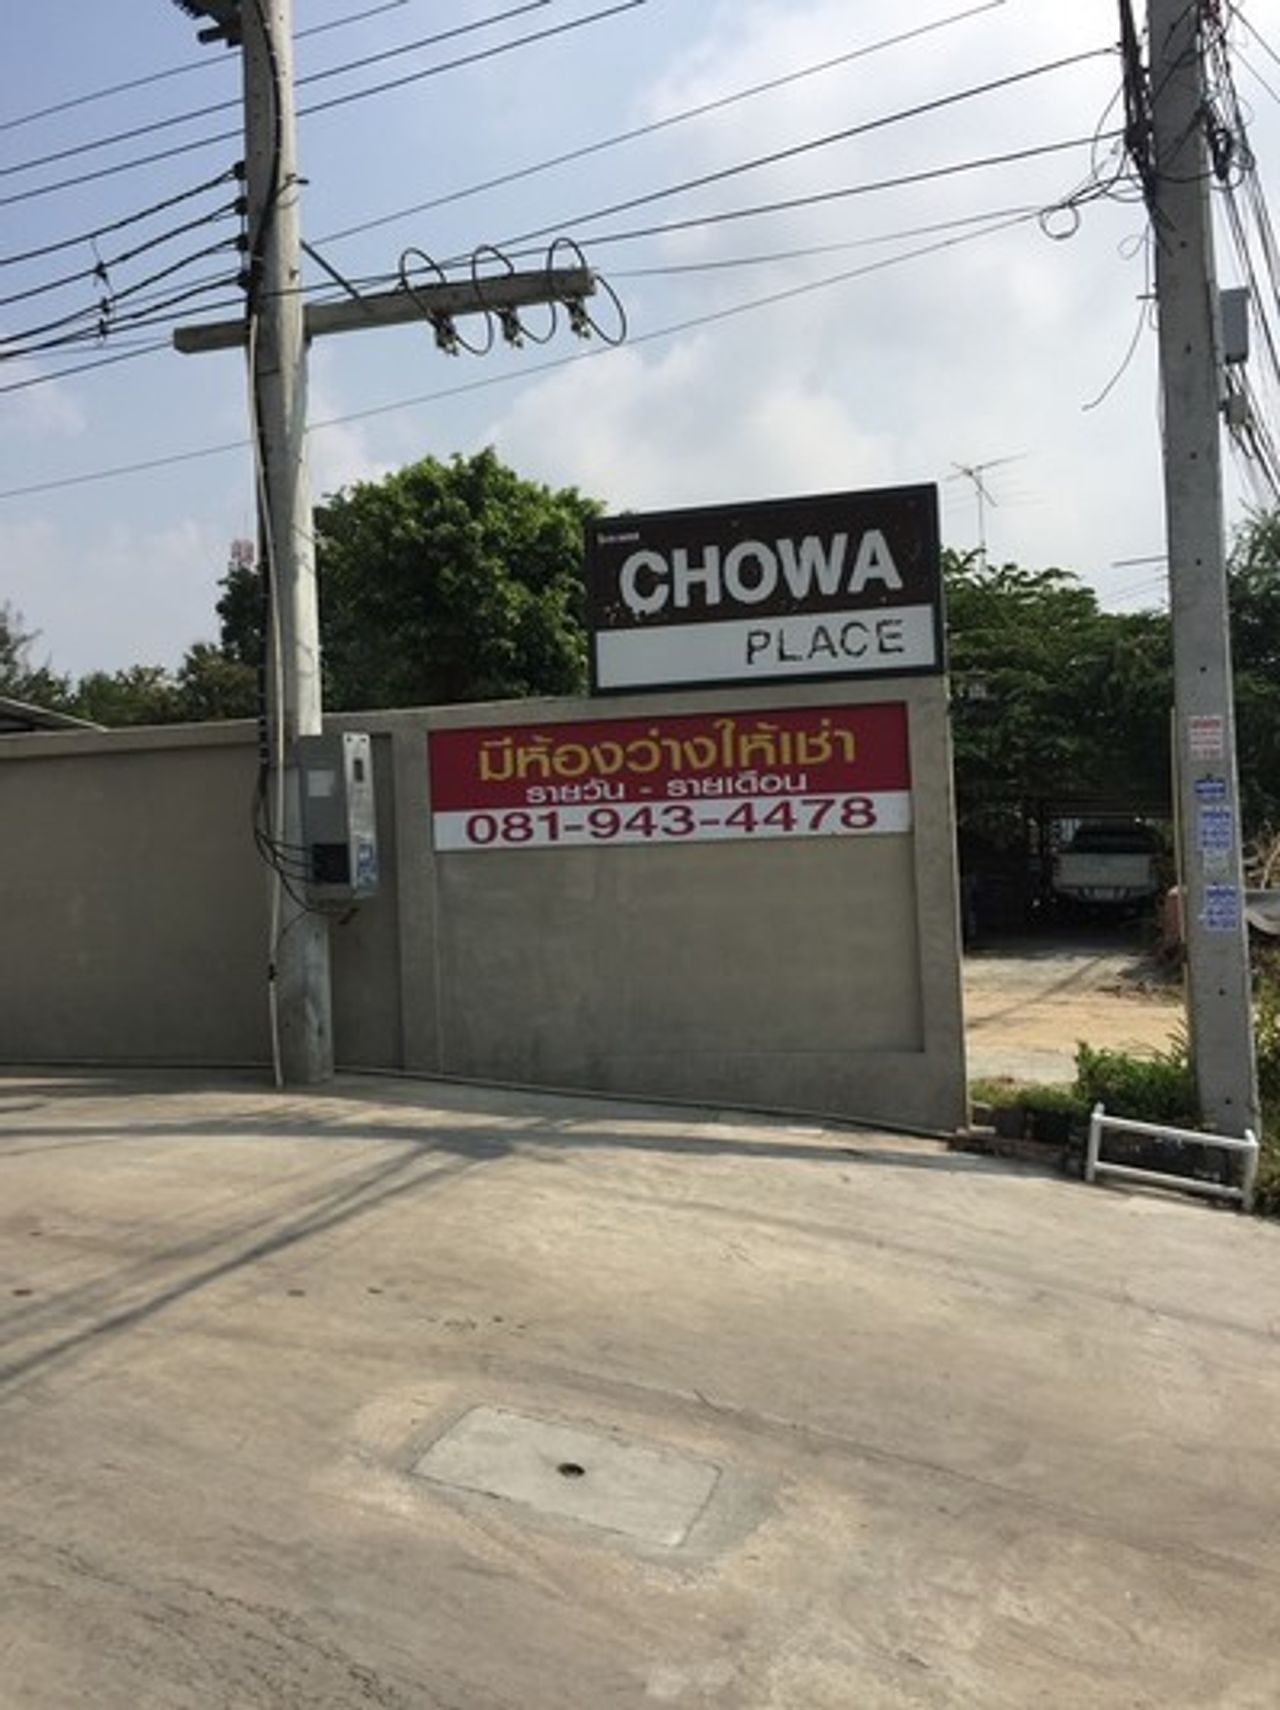 CHOWA
PLACE
มีห้องว่างให้เช่า
รายวัน - รายเดือน
081-943-4478